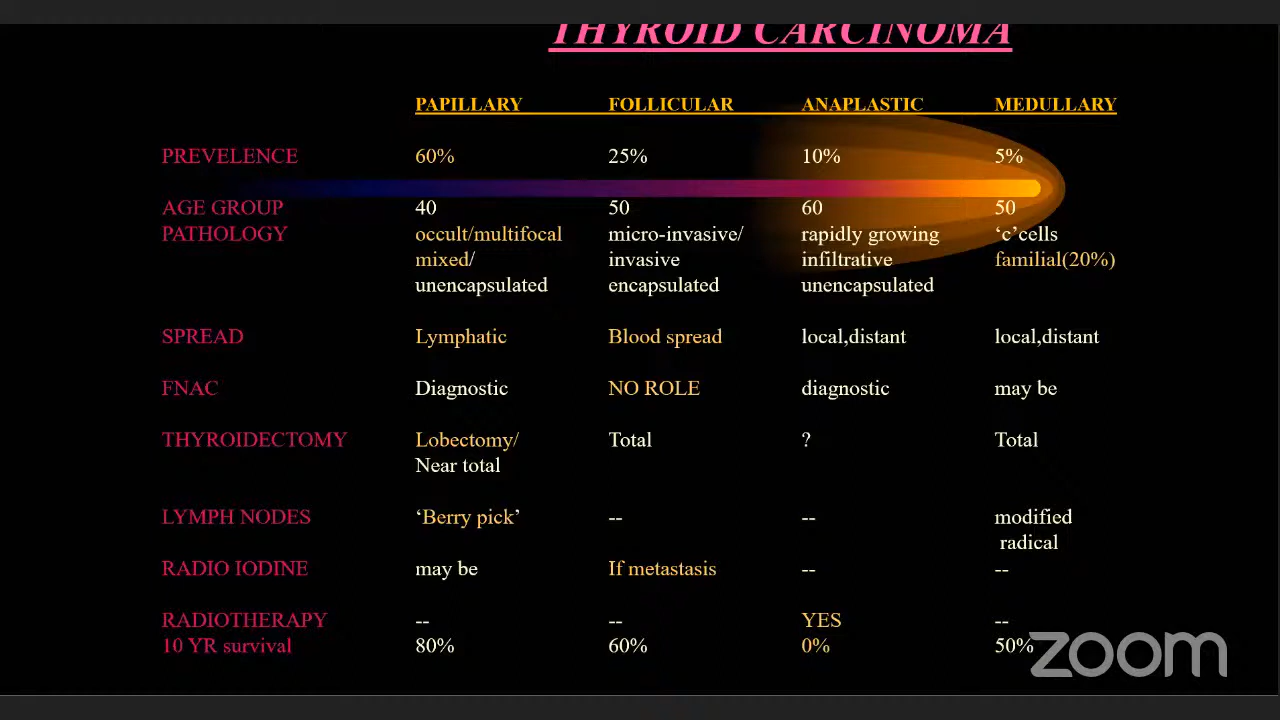 THYROID CARCINOMA
PAPILLARY FOLLICULAR ANAPLASTIC MEDULLARY
PREVELENCE 60% 25% 10% 5%
AGE GROUP 40 50 60 50
PATHOLOGY occult/multifocal micro-invasive/ rapidly growing ‘c’cells
mixed/ invasive infiltrative familial(20%)
unencapsulated encapsulated unencapsulated
SPREAD Lymphatic Blood spread local,distant local,distant
FNAC Diagnostic NO ROLE diagnostic may be
THYROIDECTOMY Lobectomy/ Total ? Total
Near total
LYMPH NODES ‘Berry pick’ -- -- modified
radical
RADIO IODINE may be If metastasis -- --
RADIOTHERAPY -- -- YES --
10 YR survival 80% 60% 0% 50%
zoom